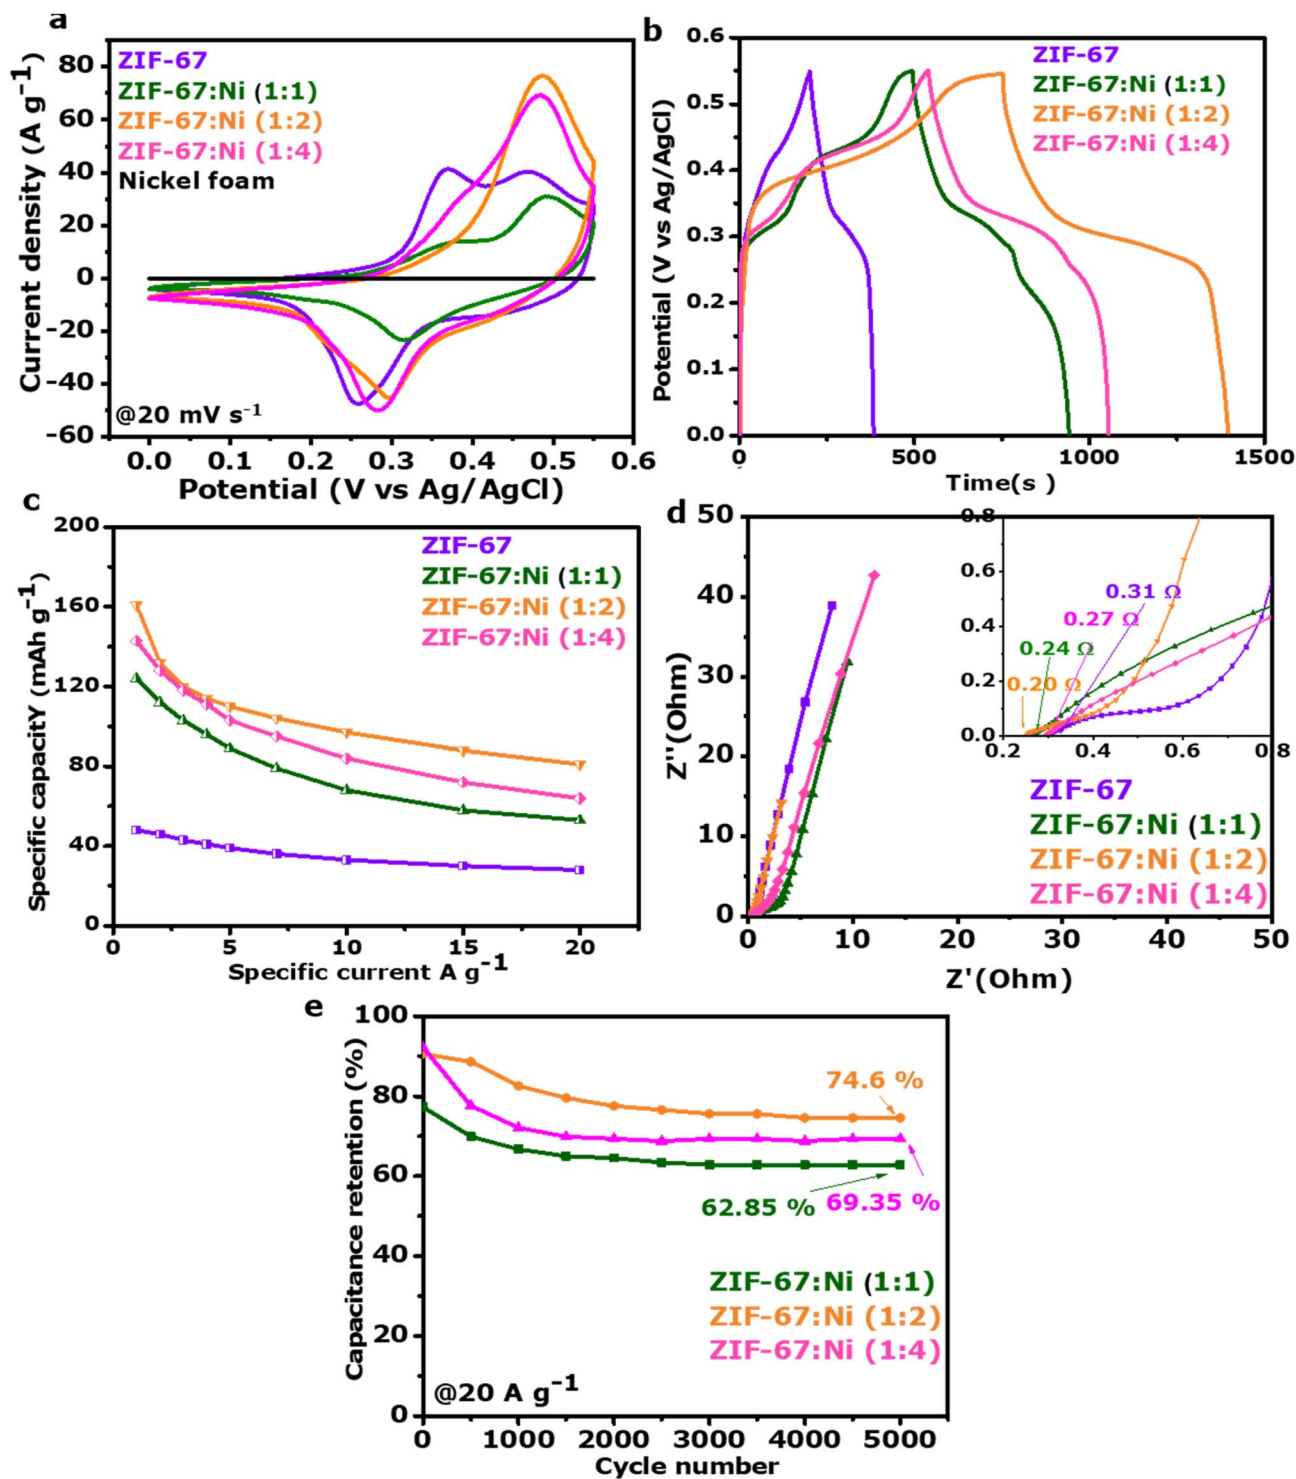 a
Current density (A g⁻¹)
80
60
40
20
0
-20
-40
-60
ZIF-67
ZIF-67:Ni (1:1)
ZIF-67:Ni (1:2)
ZIF-67:Ni (1:4)
Nickel foam
@20 mV s⁻¹
0.0 0.1 0.2 0.3 0.4 0.5 0.6
Potential (V vs Ag/AgCl)
b
Potential (V vs Ag/AgCl)
0.6
0.5
0.4
0.3
0.2
0.1
0.0
ZIF-67
ZIF-67:Ni (1:1)
ZIF-67:Ni (1:2)
ZIF-67:Ni (1:4)
0 500 1000 1500
Time(s )
c
Specific capacity (mAh g⁻¹)
200
160
120
80
40
0
ZIF-67
ZIF-67:Ni (1:1)
ZIF-67:Ni (1:2)
ZIF-67:Ni (1:4)
0 5 10 15 20
Specific current A g⁻¹
d
Z''(Ohm)
50
40
30
20
10
0
0.8
0.6
0.4
0.2
0.0
0.31 Ω
0.27 Ω
0.24 Ω
0.20 Ω
0.2 0.4 0.6 0.8
ZIF-67
ZIF-67:Ni (1:1)
ZIF-67:Ni (1:2)
ZIF-67:Ni (1:4)
0 10 20 30 40 50
Z'(Ohm)
e
Capacitance retention (%)
100
80
60
40
20
0
74.6 %
62.85 % 69.35 %
ZIF-67:Ni (1:1)
ZIF-67:Ni (1:2)
ZIF-67:Ni (1:4)
@20 A g⁻¹
0 1000 2000 3000 4000 5000
Cycle number